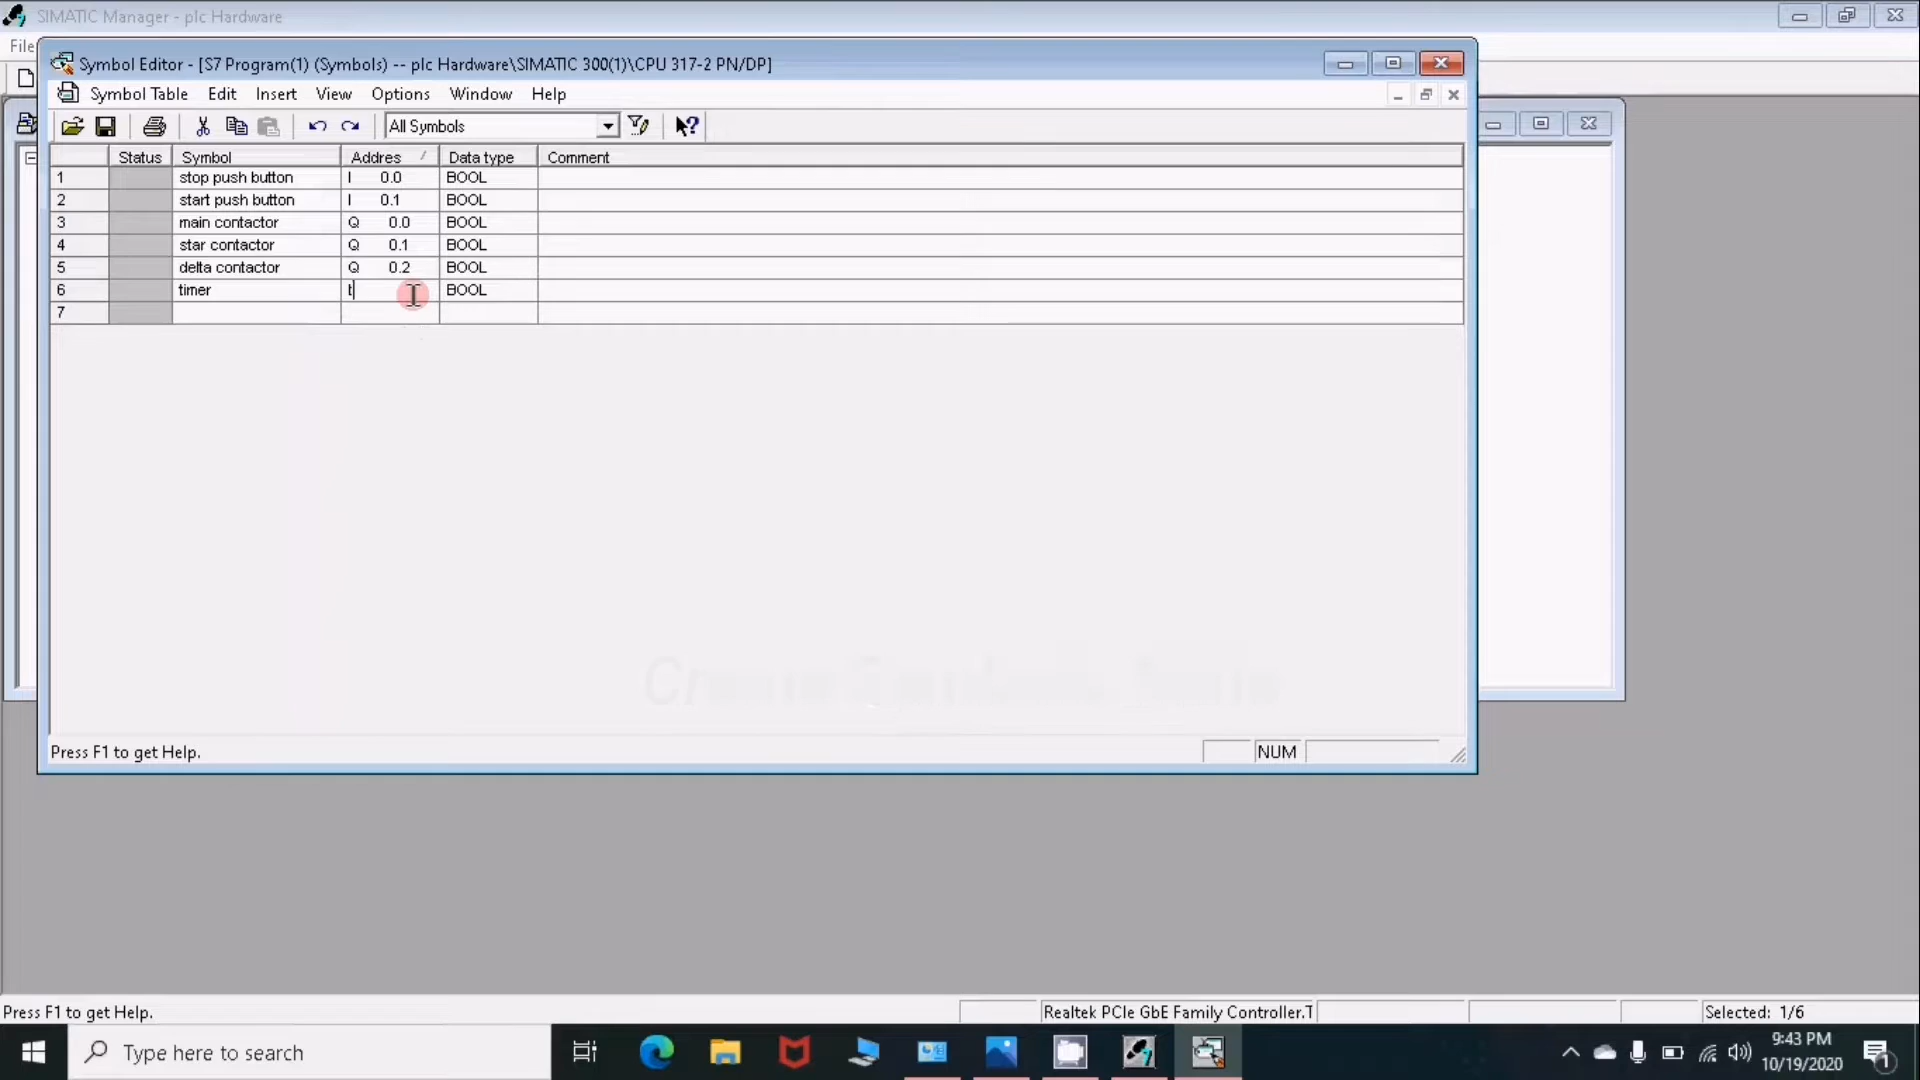 SIMATIC Manager - plc Hardware
File
Symbol Editor - [S7 Program(1) (Symbols) -- plc Hardware\SIMATIC 300(1)\CPU 317-2 PN/DP]
Symbol Table Edit Insert View Options Window Help
All Symbols
Status Symbol Addres Data type Comment
1 stop push button I 0.0 BOOL
2 start push button I 0.1 BOOL
3 main contactor Q 0.0 BOOL
4 star contactor Q 0.1 BOOL
5 delta contactor Q 0.2 BOOL
6 timer t BOOL
7
Press F1 to get Help. NUM
Press F1 to get Help. Realtek PCIe GbE Family Controller.T Selected: 1/6
Type here to search
9:43 PM
10/19/2020
1